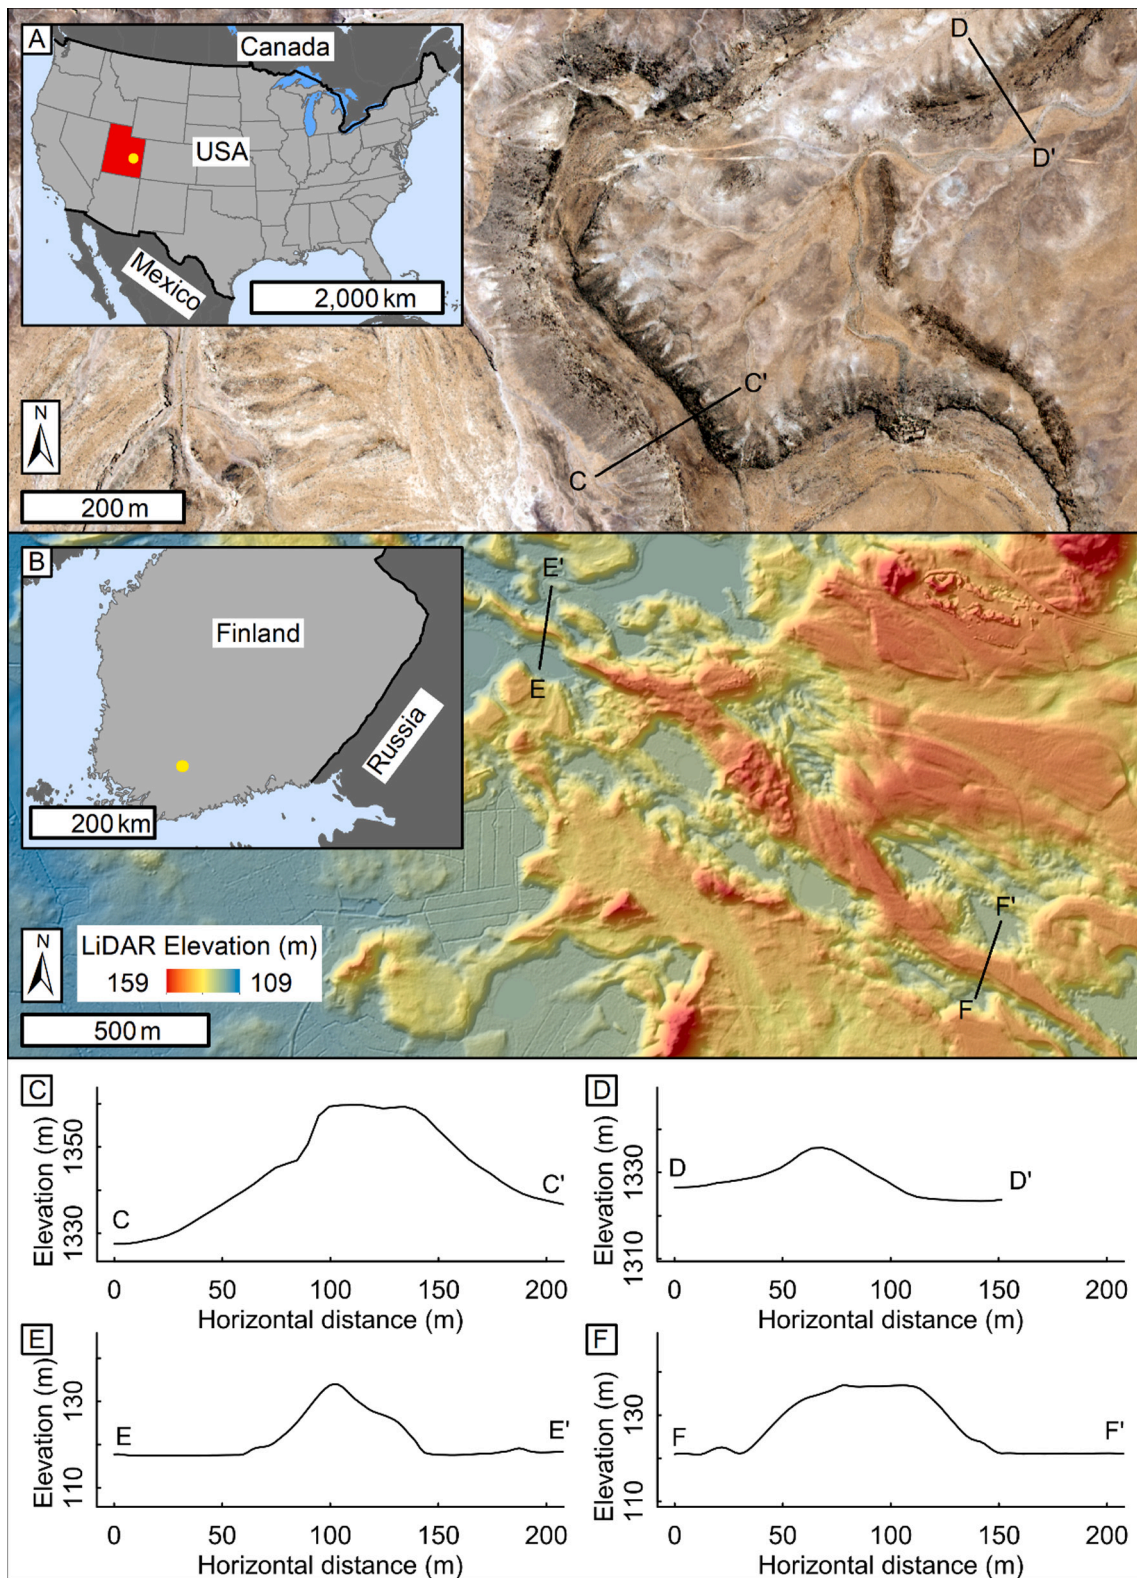 A
Canada
USA
Mexico
2,000 km
D
D'
C'
C
N
200 m
B
Finland
Russia
200 km
E'
E
F'
F
N
LiDAR Elevation (m)
159 109
500 m
C
Elevation (m)
1350
1330
C
C'
0 50 100 150 200
Horizontal distance (m)
D
Elevation (m)
1330
1310
D
D'
0 50 100 150 200
Horizontal distance (m)
E
Elevation (m)
130
110
E
E'
0 50 100 150 200
Horizontal distance (m)
F
Elevation (m)
130
110
F
F'
0 50 100 150 200
Horizontal distance (m)